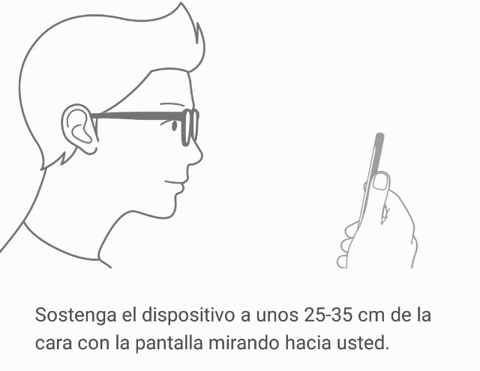 Sostenga el dispositivo a unos 25-35 cm de la
cara con la pantalla mirando hacia usted.